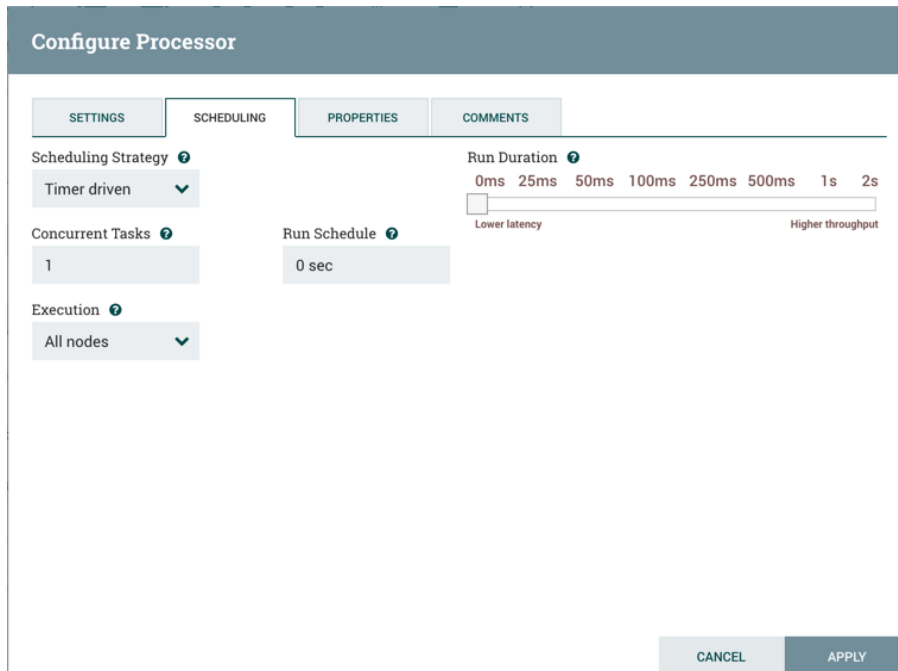 Configure Processor
SETTINGS SCHEDULING PROPERTIES COMMENTS
Scheduling Strategy
Timer driven
Run Duration
0ms 25ms 50ms 100ms 250ms 500ms 1s 2s
Lower latency Higher throughput
Concurrent Tasks
1
Run Schedule
0 sec
Execution
All nodes
CANCEL APPLY